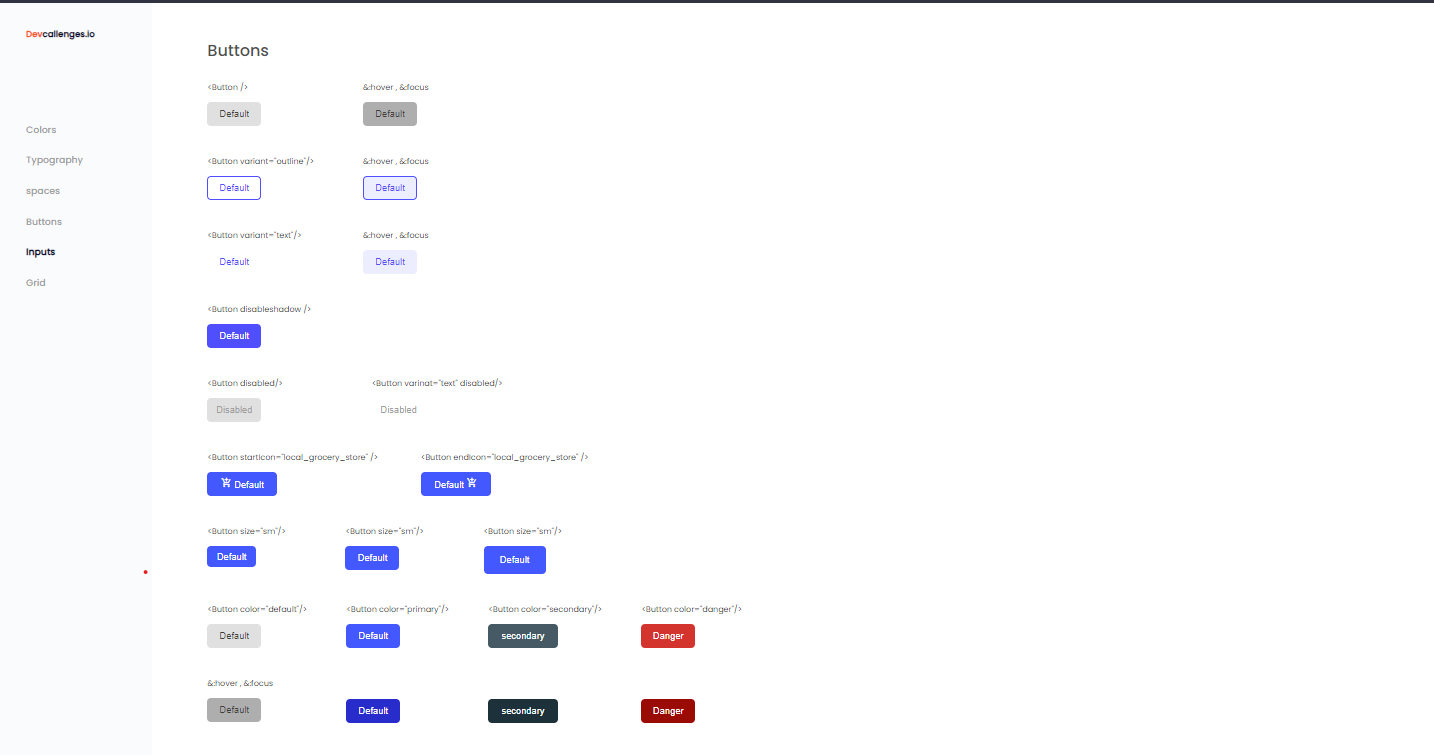 Devcallenges.io
Colors
Typography
spaces
Buttons
Inputs
Grid
Buttons
<Button /> &:hover , &:focus
Default Default
<Button variant="outline"/> &:hover , &:focus
Default Default
<Button variant="text"/> &:hover , &:focus
Default Default
<Button disableshadow />
Default
<Button disabled/> <Button varinat="text" disabled/>
Disabled Disabled
<Button startIcon="local_grocery_store" /> <Button endIcon="local_grocery_store" />
Default Default
<Button size="sm"/> <Button size="sm"/> <Button size="sm"/>
Default Default Default
<Button color="default"/> <Button color="primary"/> <Button color="secondary"/> <Button color="danger"/>
Default Default secondary Danger
&:hover , &:focus
Default Default secondary Danger